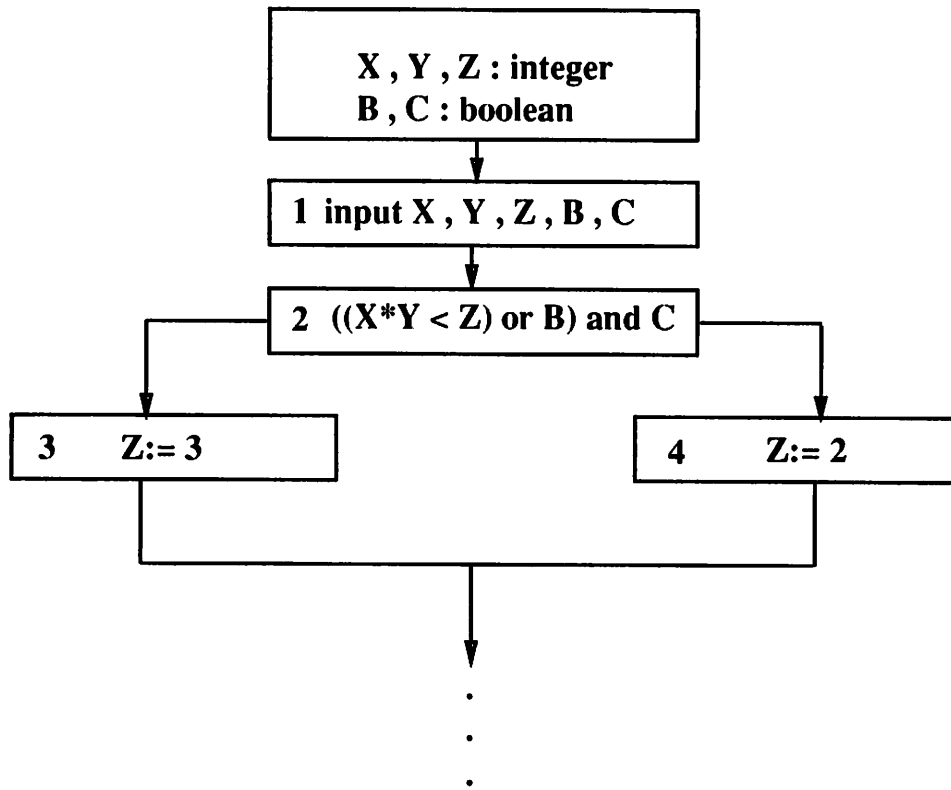 X , Y , Z : integer
B , C : boolean
1 input X , Y , Z , B , C
2 ((X*Y < Z) or B) and C
3 Z:= 3
4 Z:= 2
.
.
.